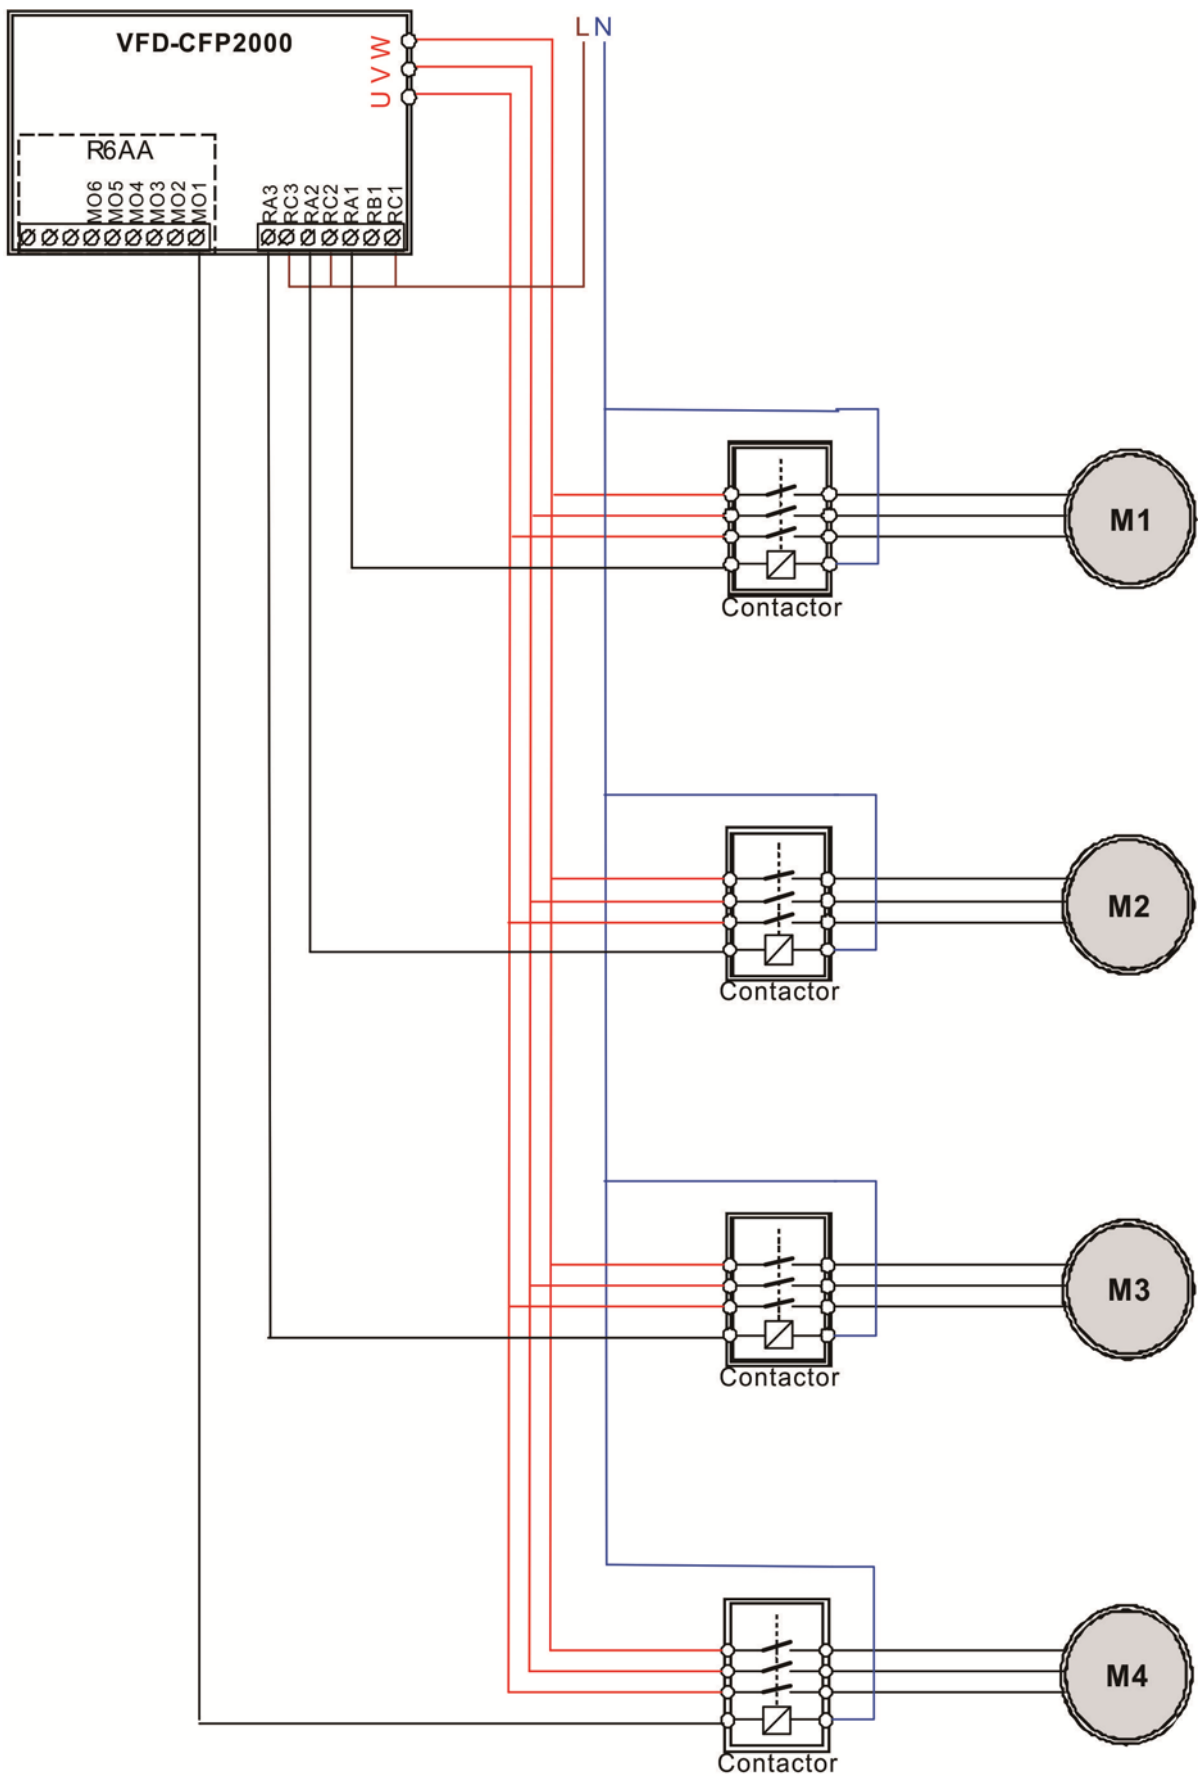 L N
VFD-CFP2000
W
V
U
R6AA
MO6
MO5
MO4
MO3
MO2
MO1
RA3
RC3
RA2
RC2
RA1
RB1
RC1
M1
Contactor
M2
Contactor
M3
Contactor
M4
Contactor